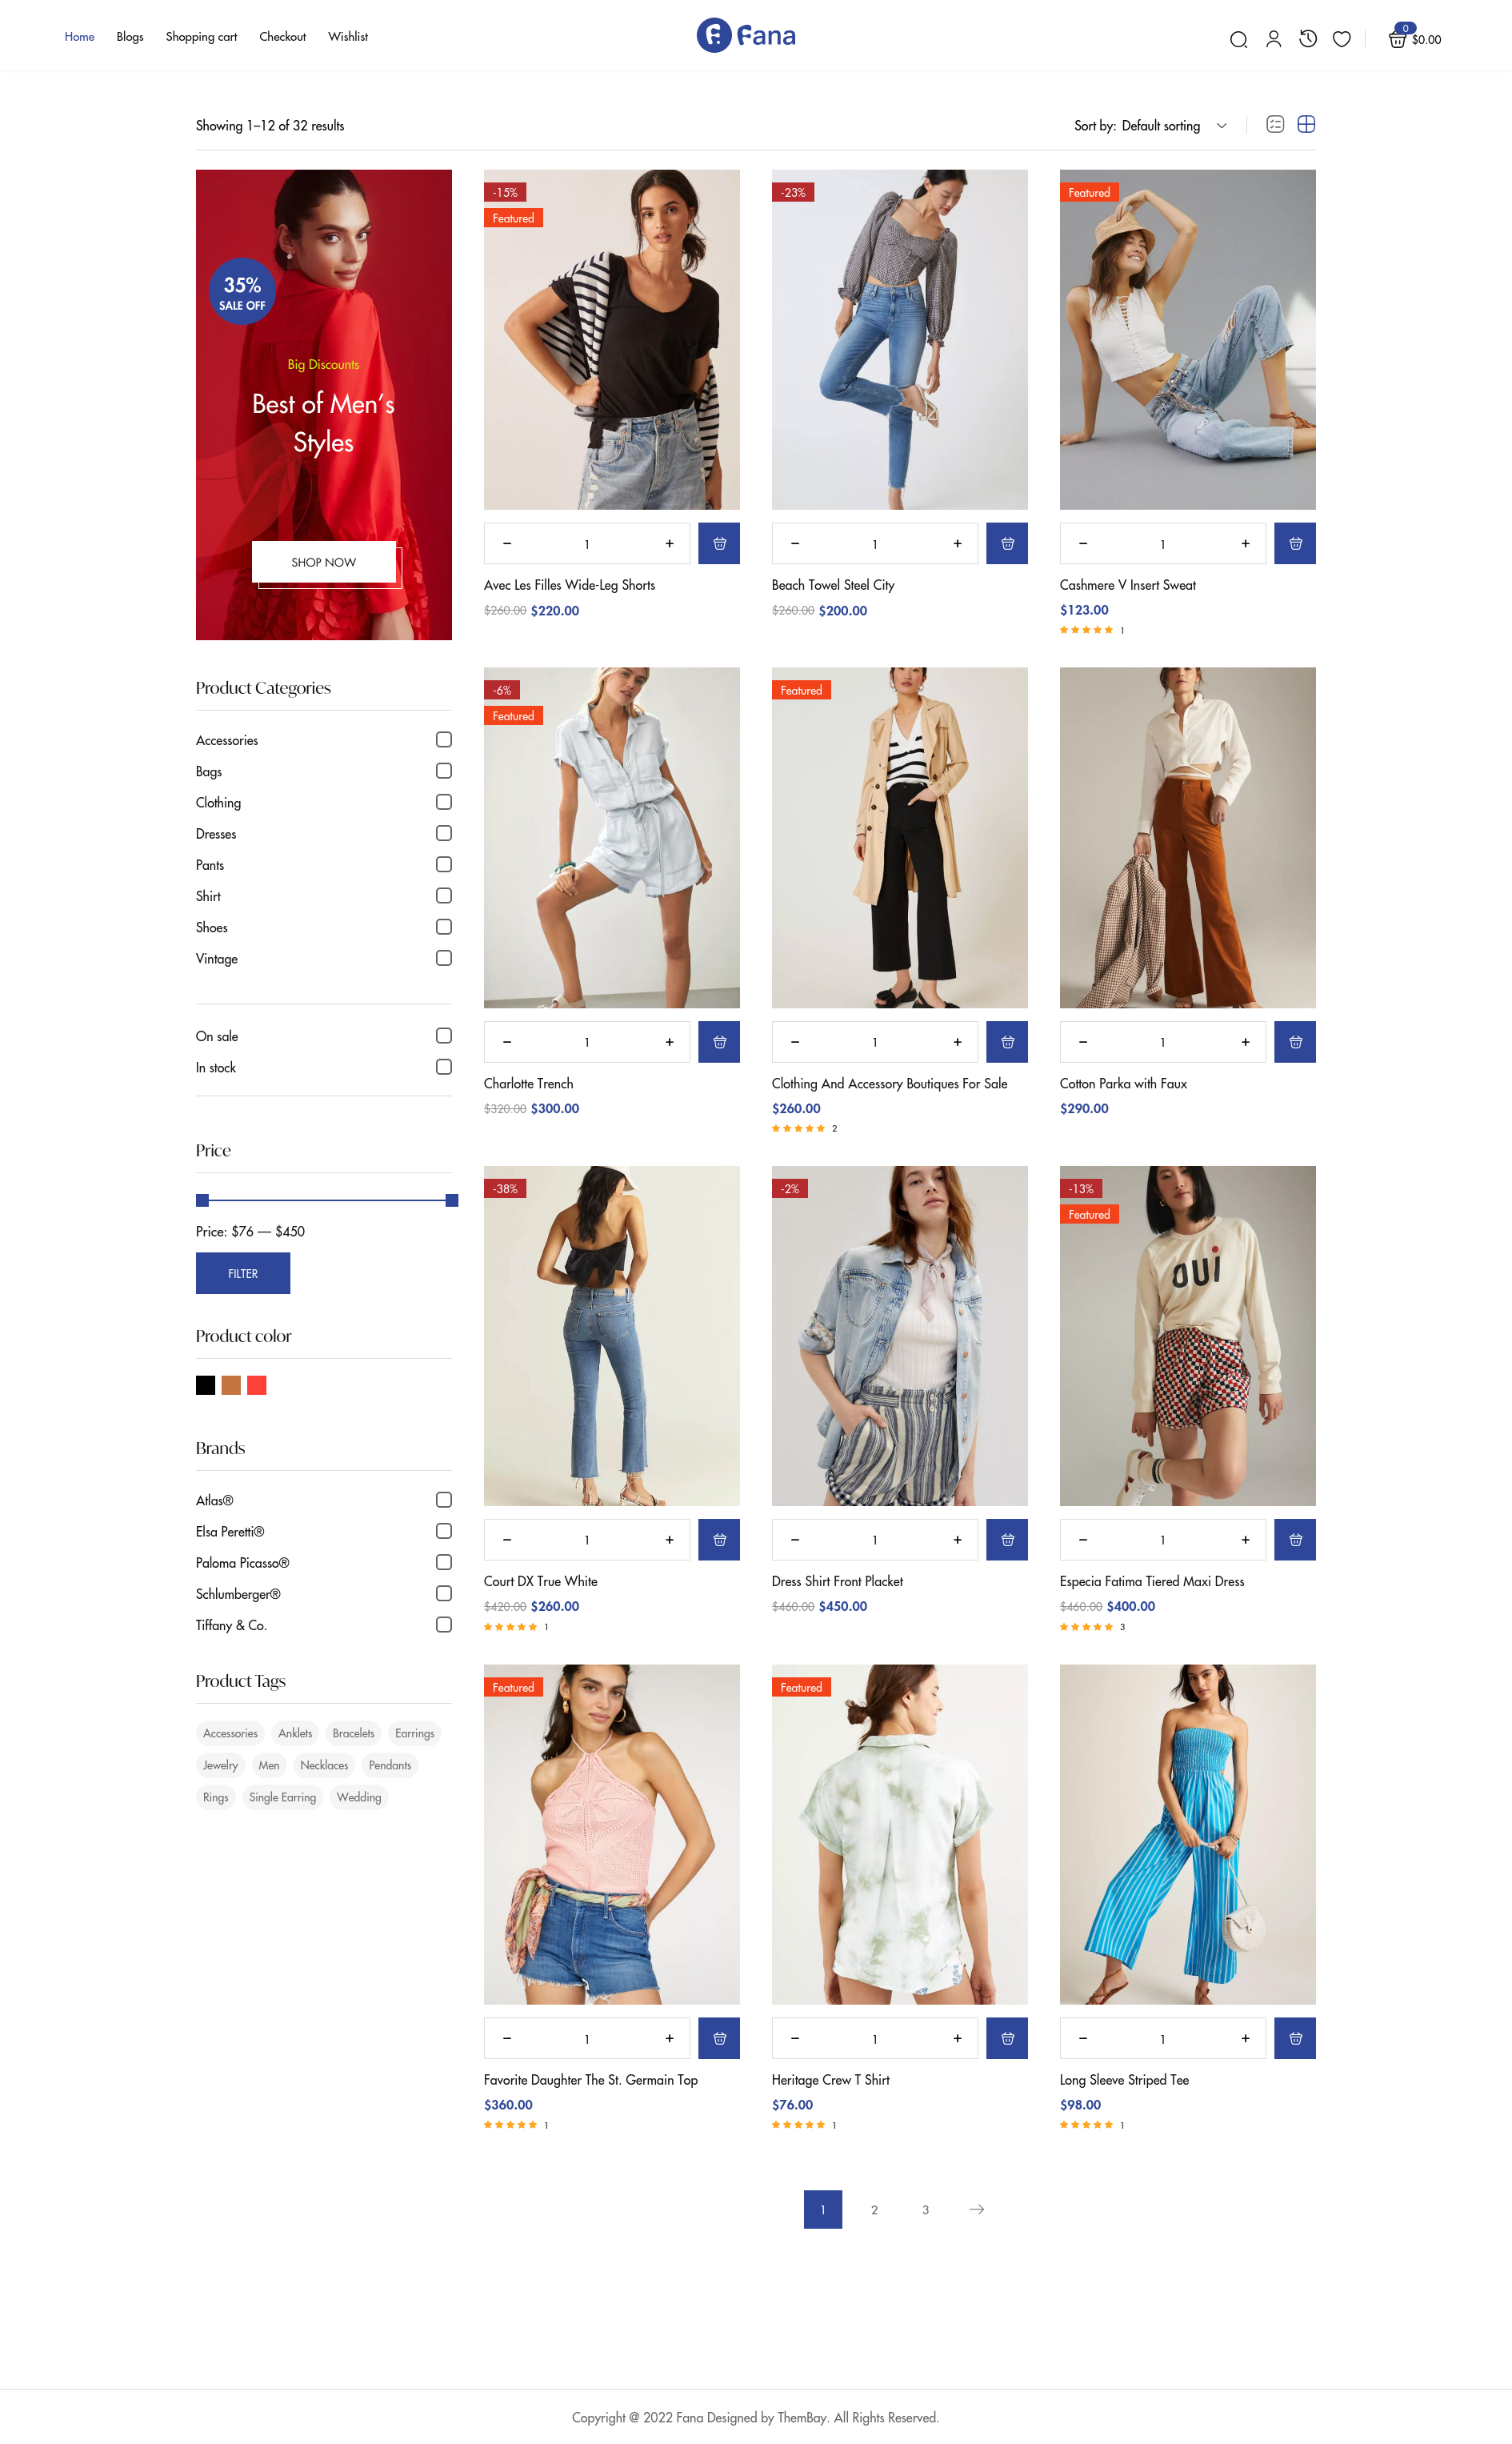 Home Blogs Shopping cart Checkout Wishlist
Fana
0
$0.00
Showing 1–12 of 32 results
Sort by: Default sorting
35%
SALE OFF
Big Discounts
Best of Men's
Styles
SHOP NOW
Product Categories
Accessories
Bags
Clothing
Dresses
Pants
Shirt
Shoes
Vintage
On sale
In stock
Price
Price: $76 — $450
FILTER
Product color
Brands
Atlas®
Elsa Peretti®
Paloma Picasso®
Schlumberger®
Tiffany & Co.
Product Tags
Accessories Anklets Bracelets Earrings
Jewelry Men Necklaces Pendants
Rings Single Earring Wedding
-15%
Featured
− 1 +
Avec Les Filles Wide-Leg Shorts
$260.00 $220.00
-23%
− 1 +
Beach Towel Steel City
$260.00 $200.00
Featured
− 1 +
Cashmere V Insert Sweat
$123.00
1
-6%
Featured
− 1 +
Charlotte Trench
$320.00 $300.00
Featured
− 1 +
Clothing And Accessory Boutiques For Sale
$260.00
2
− 1 +
Cotton Parka with Faux
$290.00
-38%
− 1 +
Court DX True White
$420.00 $260.00
1
-2%
− 1 +
Dress Shirt Front Placket
$460.00 $450.00
-13%
Featured
OUI
− 1 +
Especia Fatima Tiered Maxi Dress
$460.00 $400.00
3
Featured
− 1 +
Favorite Daughter The St. Germain Top
$360.00
1
Featured
− 1 +
Heritage Crew T Shirt
$76.00
1
− 1 +
Long Sleeve Striped Tee
$98.00
1
1 2 3
Copyright @ 2022 Fana Designed by ThemBay. All Rights Reserved.